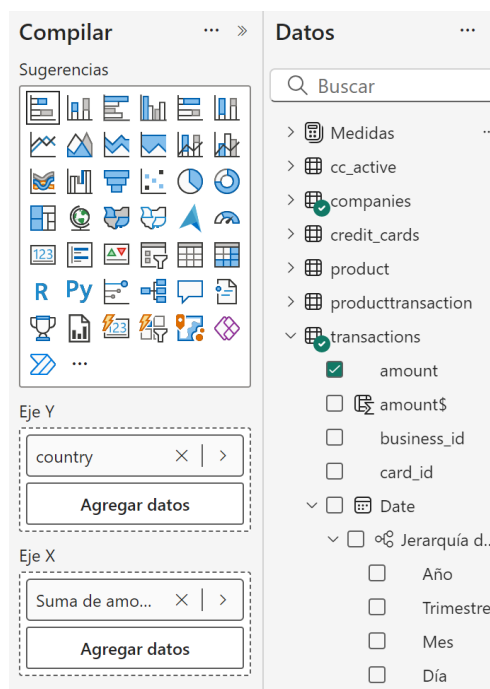 Compilar
Sugerencias
123
R
Py
123
Eje Y
country
Agregar datos
Eje X
Suma de amo...
Agregar datos
Datos
Buscar
Medidas
cc_active
companies
credit_cards
product
producttransaction
transactions
amount
amount$
business_id
card_id
Date
Jerarquía d...
Año
Trimestre
Mes
Día